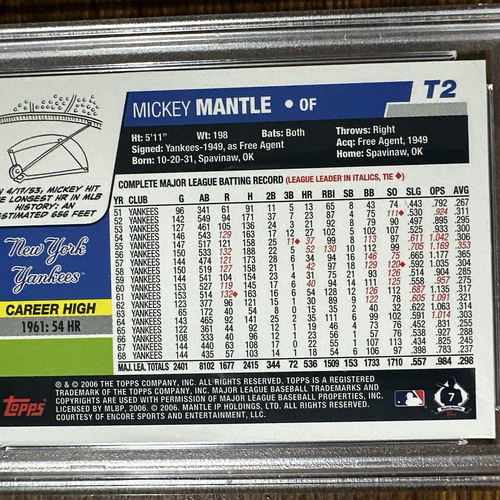 T2
MICKEY MANTLE • OF
Ht: 5'11" Wt: 198 Bats: Both Throws: Right
Signed: Yankees-1949, as Free Agent Acq: Free Agent, 1949
Born: 10-20-31, Spavinaw, OK Home: Spavinaw, OK
N 4/17/53, MICKEY HIT
E LONGEST HR IN MLB
HISTORY: AN
STIMATED 656 FEET
New York
Yankees
CAREER HIGH
1961: 54 HR
COMPLETE MAJOR LEAGUE BATTING RECORD (LEAGUE LEADER IN ITALICS, TIE ♦)
YR CLUB G AB R H 2B 3B HR RBI SB BB SO SLG OPS AVG
51 YANKEES 96 341 61 91 11 5 13 65 8 43 74 .443 .792 .267
52 YANKEES 142 549 94 171 37 7 23 87 4 75 111♦ .530 .924 .311
53 YANKEES 127 461 105 136 24 3 21 92 8 79 90 .497 .895 .295
54 YANKEES 146 543 129 163 17 12 27 102 5 102 107 .525 .933 .300
55 YANKEES 147 517 121 158 25 11♦ 37 99 8 113 97 .611 1.042 .306
56 YANKEES 150 533 132 188 22 5 52 130 10 112 99 .705 1.169 .353
57 YANKEES 144 474 121 173 28 6 34 94 16 146 75 .665 1.177 .365
58 YANKEES 150 519 127 158 21 1 42 97 18 129 120♦ .592 1.035 .304
59 YANKEES 144 541 104 154 23 4 31 75 21 93 126 .514 .904 .285
60 YANKEES 153 527 119 145 17 6 40 94 14 111 125 .558 .957 .275
61 YANKEES 153 514 132♦ 163 16 6 54 128 12 126 112 .687 1.135 .317
62 YANKEES 123 377 96 121 15 1 30 89 9 122 78 .605 1.091 .321
63 YANKEES 65 172 40 54 8 0 15 35 2 40 32 .622 1.063 .314
64 YANKEES 143 465 92 141 25 2 35 111 6 99 102 .591 1.014 .303
65 YANKEES 122 361 44 92 12 1 19 46 4 73 76 .452 .831 .255
66 YANKEES 108 333 40 96 12 1 23 56 1 57 76 .538 .927 .288
67 YANKEES 144 440 63 108 17 0 22 55 1 107 113 .434 .825 .245
68 YANKEES 144 435 57 103 14 1 18 54 6 106 97 .398 .782 .237
MAJ. LEA. TOTALS 2401 8102 1677 2415 344 72 536 1509 153 1733 1710 .557 .984 .298
® & © 2006 THE TOPPS COMPANY, INC. ALL RIGHTS RESERVED. TOPPS IS A REGISTERED
TRADEMARK OF THE TOPPS COMPANY, INC. MAJOR LEAGUE BASEBALL TRADEMARKS AND
COPYRIGHTS ARE USED WITH PERMISSION OF MAJOR LEAGUE BASEBALL PROPERTIES, INC.
LICENSED BY MLBP, 2006. © 2006 MANTLE IP HOLDINGS, LTD. ALL RIGHTS RESERVED.
COURTESY OF ENCORE SPORTS AND ENTERTAINMENT, LLC.
topps
7